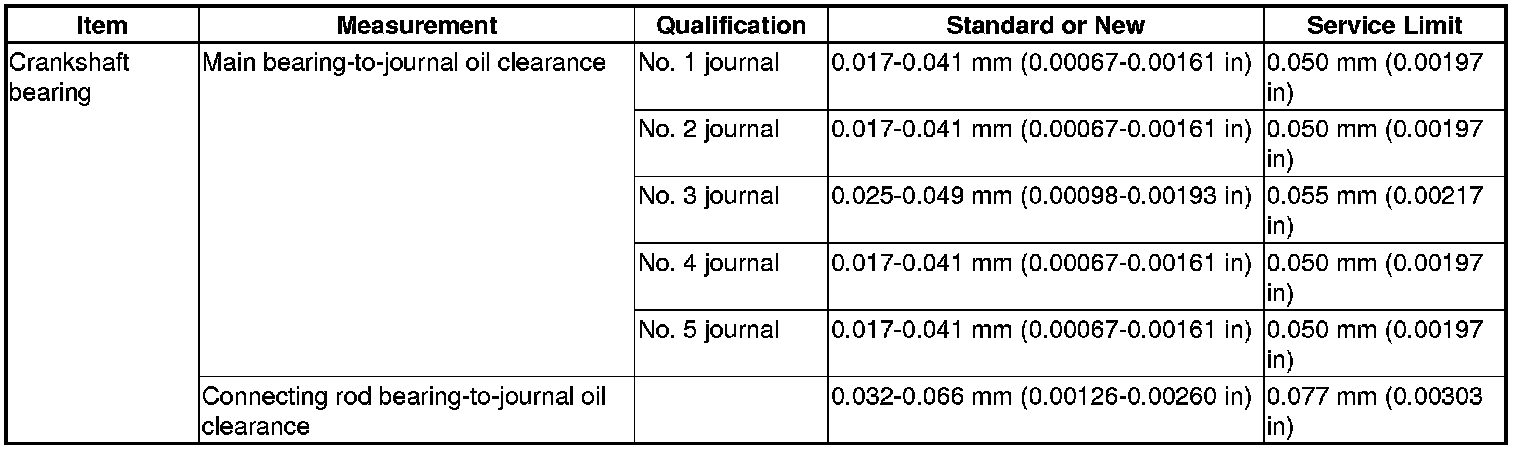 Item Measurement Qualification Standard or New Service Limit
Crankshaft bearing Main bearing-to-journal oil clearance No. 1 journal 0.017-0.041 mm (0.00067-0.00161 in) 0.050 mm (0.00197 in)
No. 2 journal 0.017-0.041 mm (0.00067-0.00161 in) 0.050 mm (0.00197 in)
No. 3 journal 0.025-0.049 mm (0.00098-0.00193 in) 0.055 mm (0.00217 in)
No. 4 journal 0.017-0.041 mm (0.00067-0.00161 in) 0.050 mm (0.00197 in)
No. 5 journal 0.017-0.041 mm (0.00067-0.00161 in) 0.050 mm (0.00197 in)
Connecting rod bearing-to-journal oil clearance 0.032-0.066 mm (0.00126-0.00260 in) 0.077 mm (0.00303 in)